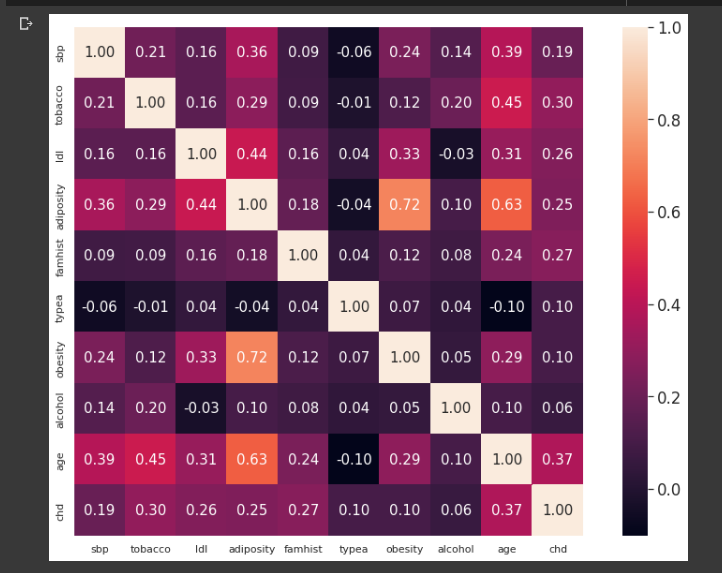 sbp 1.00 0.21 0.16 0.36 0.09 -0.06 0.24 0.14 0.39 0.19
tobacco 0.21 1.00 0.16 0.29 0.09 -0.01 0.12 0.20 0.45 0.30
ldl 0.16 0.16 1.00 0.44 0.16 0.04 0.33 -0.03 0.31 0.26
adiposity 0.36 0.29 0.44 1.00 0.18 -0.04 0.72 0.10 0.63 0.25
famhist 0.09 0.09 0.16 0.18 1.00 0.04 0.12 0.08 0.24 0.27
typea -0.06 -0.01 0.04 -0.04 0.04 1.00 0.07 0.04 -0.10 0.10
obesity 0.24 0.12 0.33 0.72 0.12 0.07 1.00 0.05 0.29 0.10
alcohol 0.14 0.20 -0.03 0.10 0.08 0.04 0.05 1.00 0.10 0.06
age 0.39 0.45 0.31 0.63 0.24 -0.10 0.29 0.10 1.00 0.37
chd 0.19 0.30 0.26 0.25 0.27 0.10 0.10 0.06 0.37 1.00
sbp tobacco ldl adiposity famhist typea obesity alcohol age chd
1.0
0.8
0.6
0.4
0.2
0.0